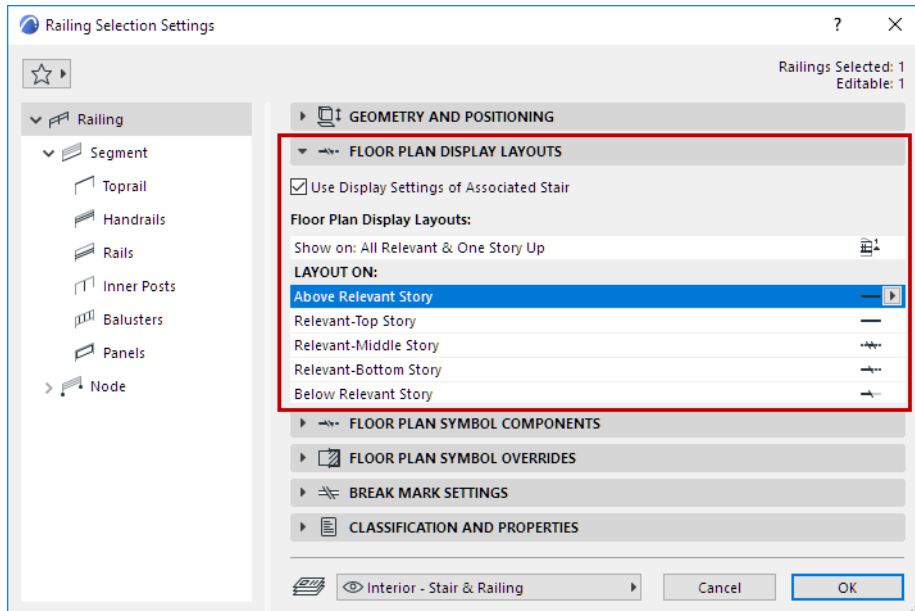 Railing Selection Settings
?
Railings Selected: 1
Editable: 1
Railing
Segment
Toprail
Handrails
Rails
Inner Posts
Balusters
Panels
Node
GEOMETRY AND POSITIONING
FLOOR PLAN DISPLAY LAYOUTS
Use Display Settings of Associated Stair
Floor Plan Display Layouts:
Show on: All Relevant & One Story Up
LAYOUT ON:
Above Relevant Story
Relevant-Top Story
Relevant-Middle Story
Relevant-Bottom Story
Below Relevant Story
FLOOR PLAN SYMBOL COMPONENTS
FLOOR PLAN SYMBOL OVERRIDES
BREAK MARK SETTINGS
CLASSIFICATION AND PROPERTIES
Interior - Stair & Railing
Cancel
OK